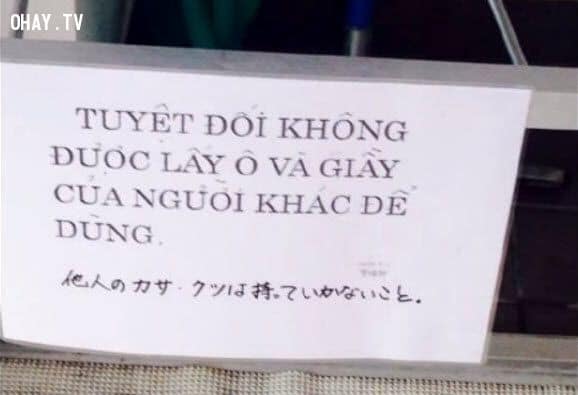 OHAY.TV
TUYỆT ĐỐI KHÔNG
ĐƯỢC LẤY Ô VÀ GIẦY
CỦA NGƯỜI KHÁC ĐỂ
DÙNG.
他人のカサ・クツは持っていかないこと。